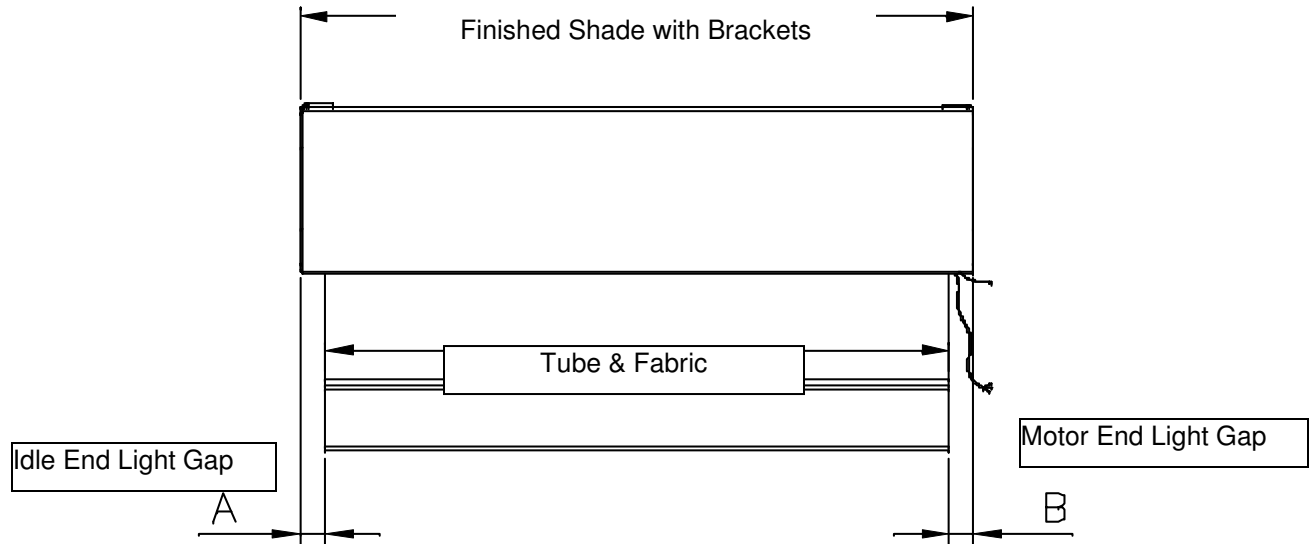 Finished Shade with Brackets
Tube & Fabric
Idle End Light Gap
Motor End Light Gap
A
B